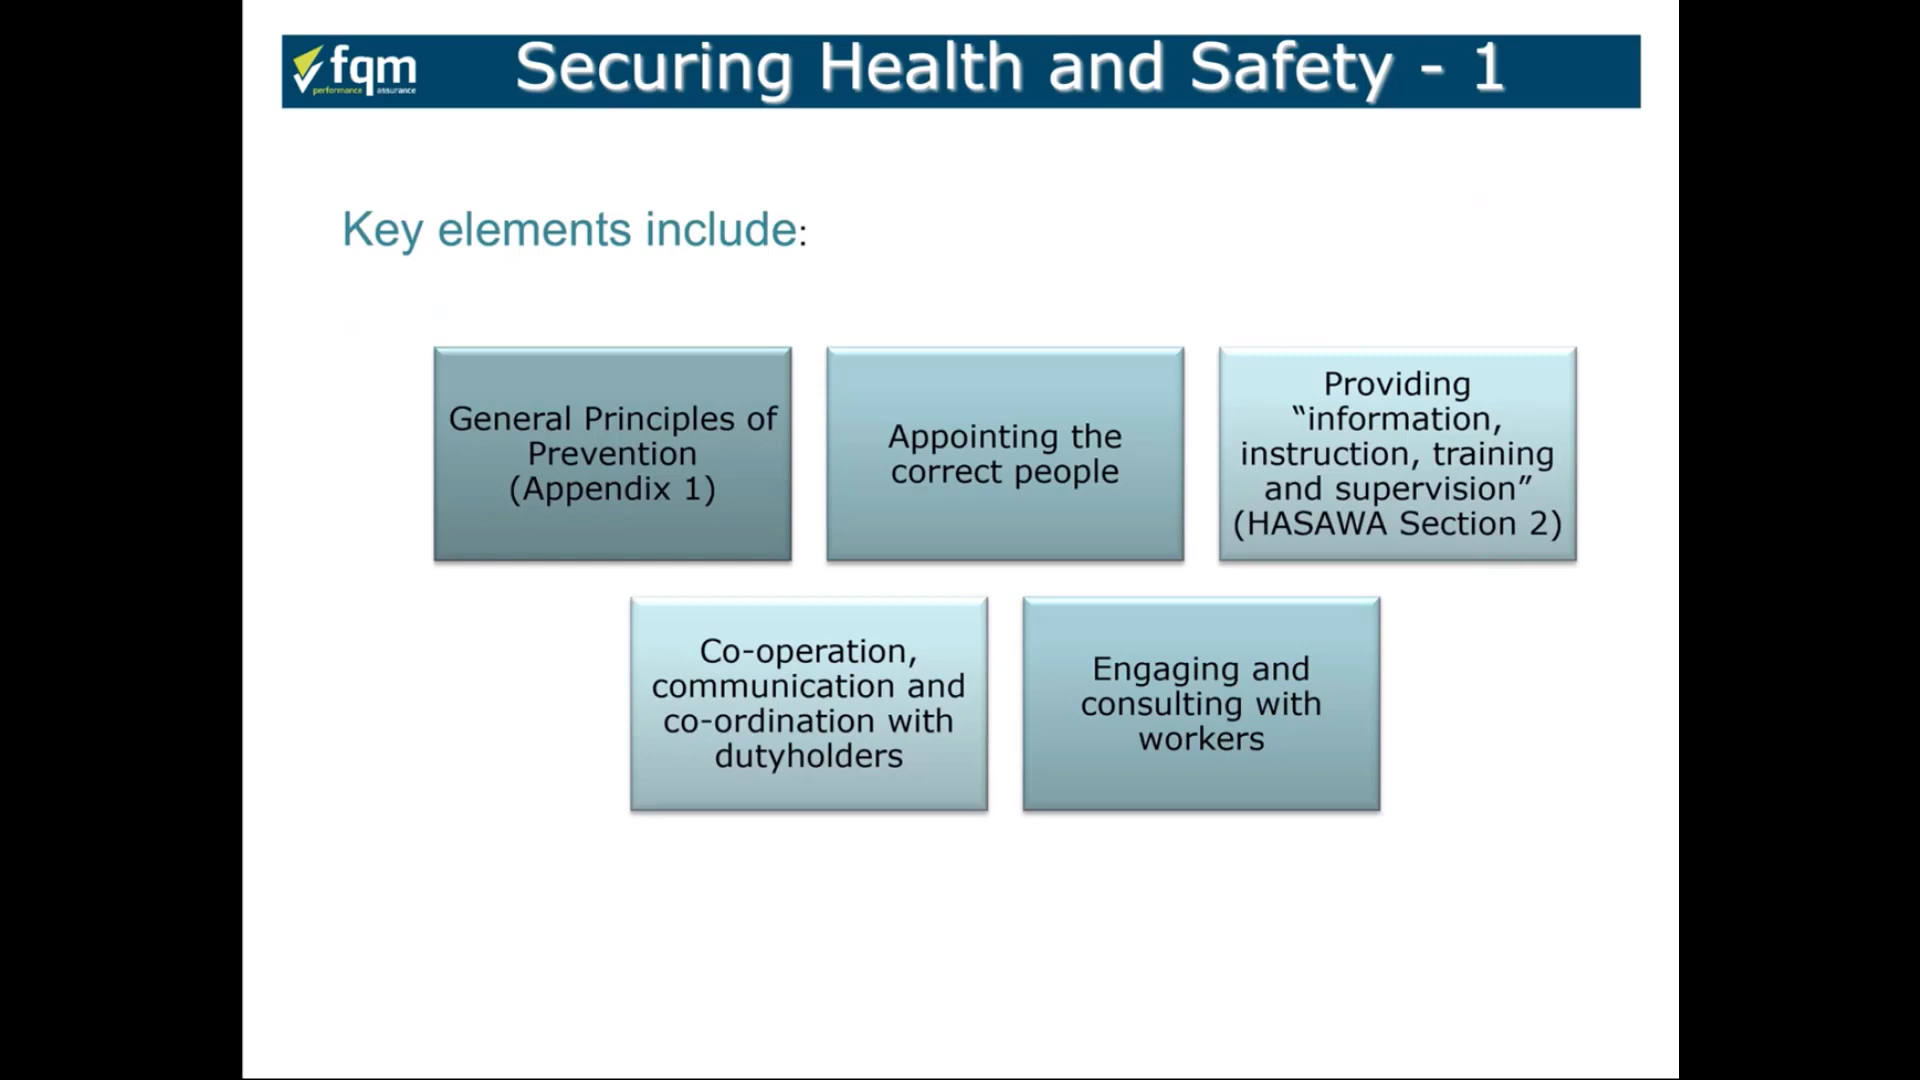 fqm
performance assurance
Securing Health and Safety - 1
Key elements include:
General Principles of
Prevention
(Appendix 1)
Appointing the
correct people
Providing
“information,
instruction, training
and supervision”
(HASAWA Section 2)
Co-operation,
communication and
co-ordination with
dutyholders
Engaging and
consulting with
workers